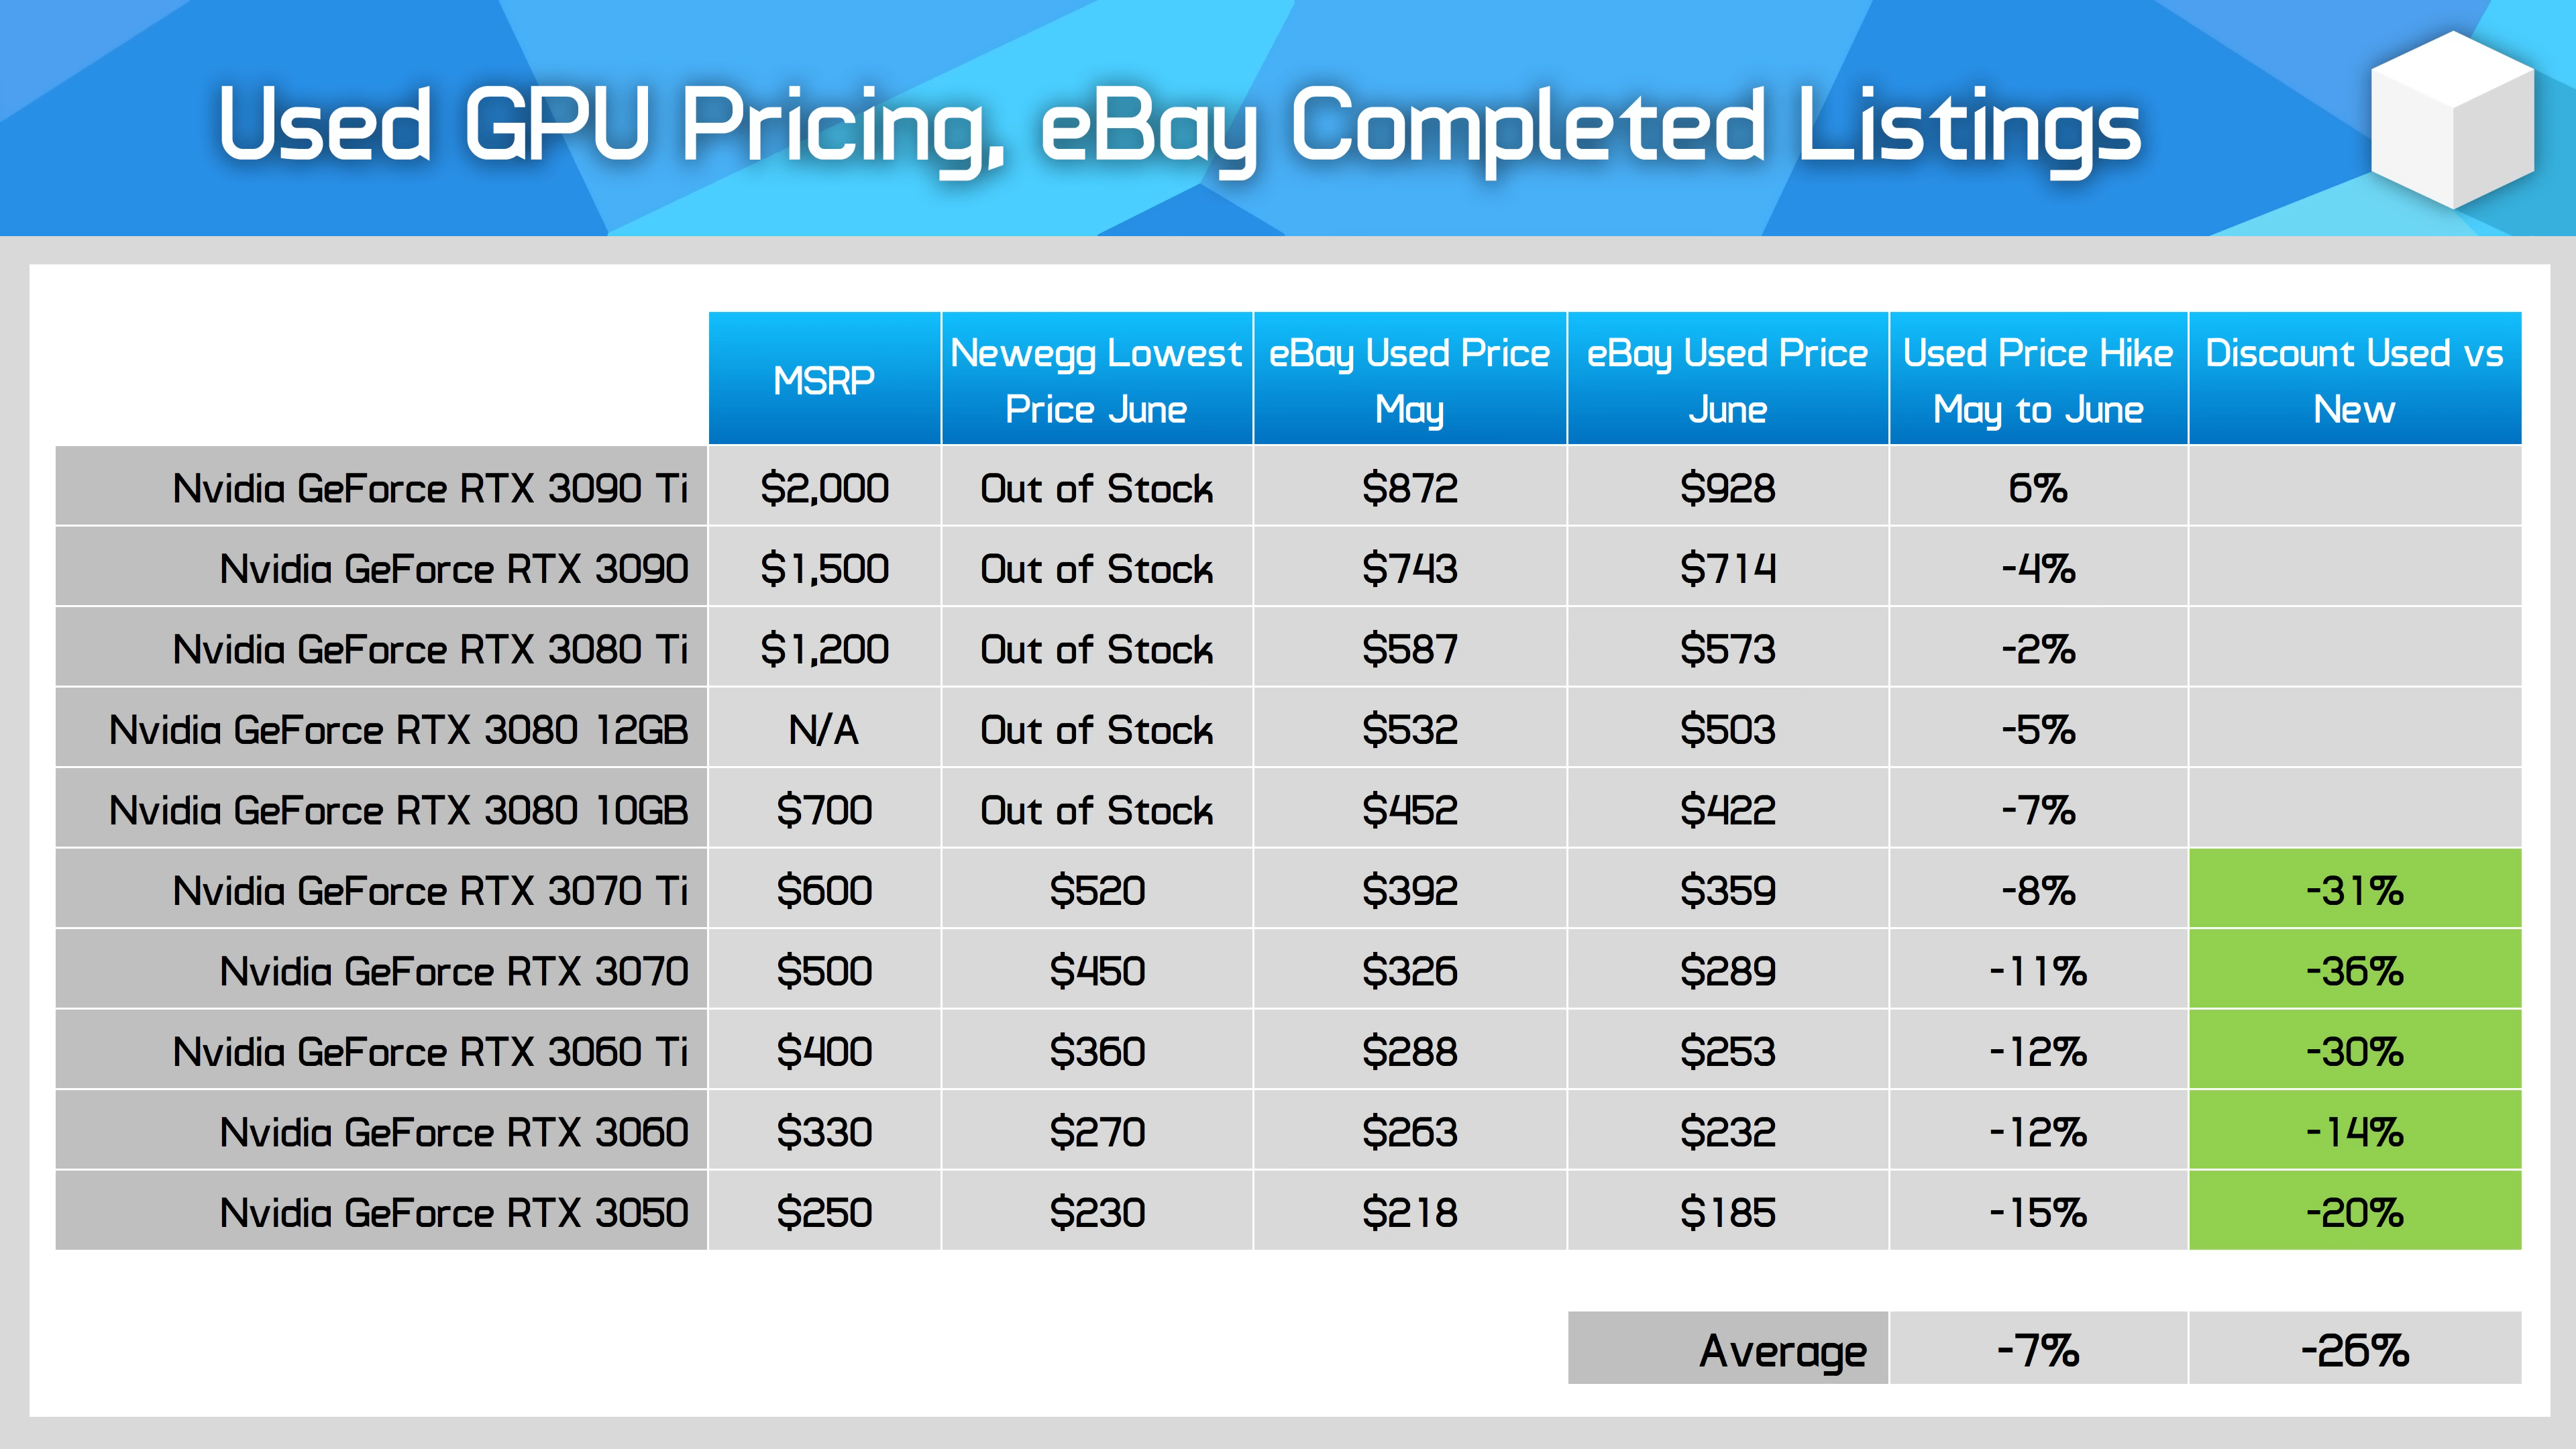 Used GPU Pricing, eBay Completed Listings
MSRP
Newegg Lowest
Price June
eBay Used Price
May
eBay Used Price
June
Used Price Hike
May to June
Discount Used vs
New
Nvidia GeForce RTX 3090 Ti $2,000 Out of Stock $872 $928 6%
Nvidia GeForce RTX 3090 $1,500 Out of Stock $743 $714 -4%
Nvidia GeForce RTX 3080 Ti $1,200 Out of Stock $587 $573 -2%
Nvidia GeForce RTX 3080 12GB N/A Out of Stock $532 $503 -5%
Nvidia GeForce RTX 3080 10GB $700 Out of Stock $452 $422 -7%
Nvidia GeForce RTX 3070 Ti $600 $520 $392 $359 -8% -31%
Nvidia GeForce RTX 3070 $500 $450 $326 $289 -11% -36%
Nvidia GeForce RTX 3060 Ti $400 $360 $288 $253 -12% -30%
Nvidia GeForce RTX 3060 $330 $270 $263 $232 -12% -14%
Nvidia GeForce RTX 3050 $250 $230 $218 $185 -15% -20%
Average -7% -26%